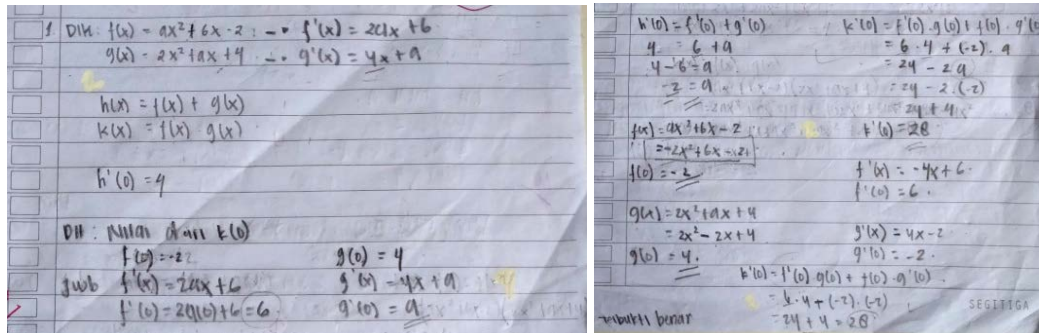 1. Dik : f(x) = ax² + 6x - 2 : → f'(x) = 2ax + 6
g(x) = 2x² + ax + 4 → g'(x) = 4x + a
h(x) = f(x) + g(x)
k(x) = f(x) . g(x)
h'(0) = 4
Dit : Nilai dari k(0)
f(0) = -2 g(0) = 4
jwb f'(x) = 2ax + 6 g'(x) = 4x + a
f'(0) = 2a(0) + 6 = 6 g'(0) = a
h'(0) = f'(0) + g'(0) k'(0) = f'(0) . g(0) + f(0) . g'(0
4 = 6 + a = 6 . 4 + (-2) . a
4 - 6 = a = 24 - 2a
-2 = a = 24 - 2 . (-2)
24 + 4
f(x) = ax³ + 6x - 2 k'(0) = 28
= -2x² + 6x - 2
f(0) = -2 f'(x) = -4x + 6
f'(0) = 6 .
g(x) = 2x² + ax + 4
= 2x² - 2x + 4 g'(x) = 4x - 2
g(0) = 4. g'(0) = -2 .
k'(0) = f'(0) . g(0) + f(0) . g'(0)
= 6 . 4 + (-2) . (-2)
terbukti benar = 24 + 4 = 28
SEGITIGA